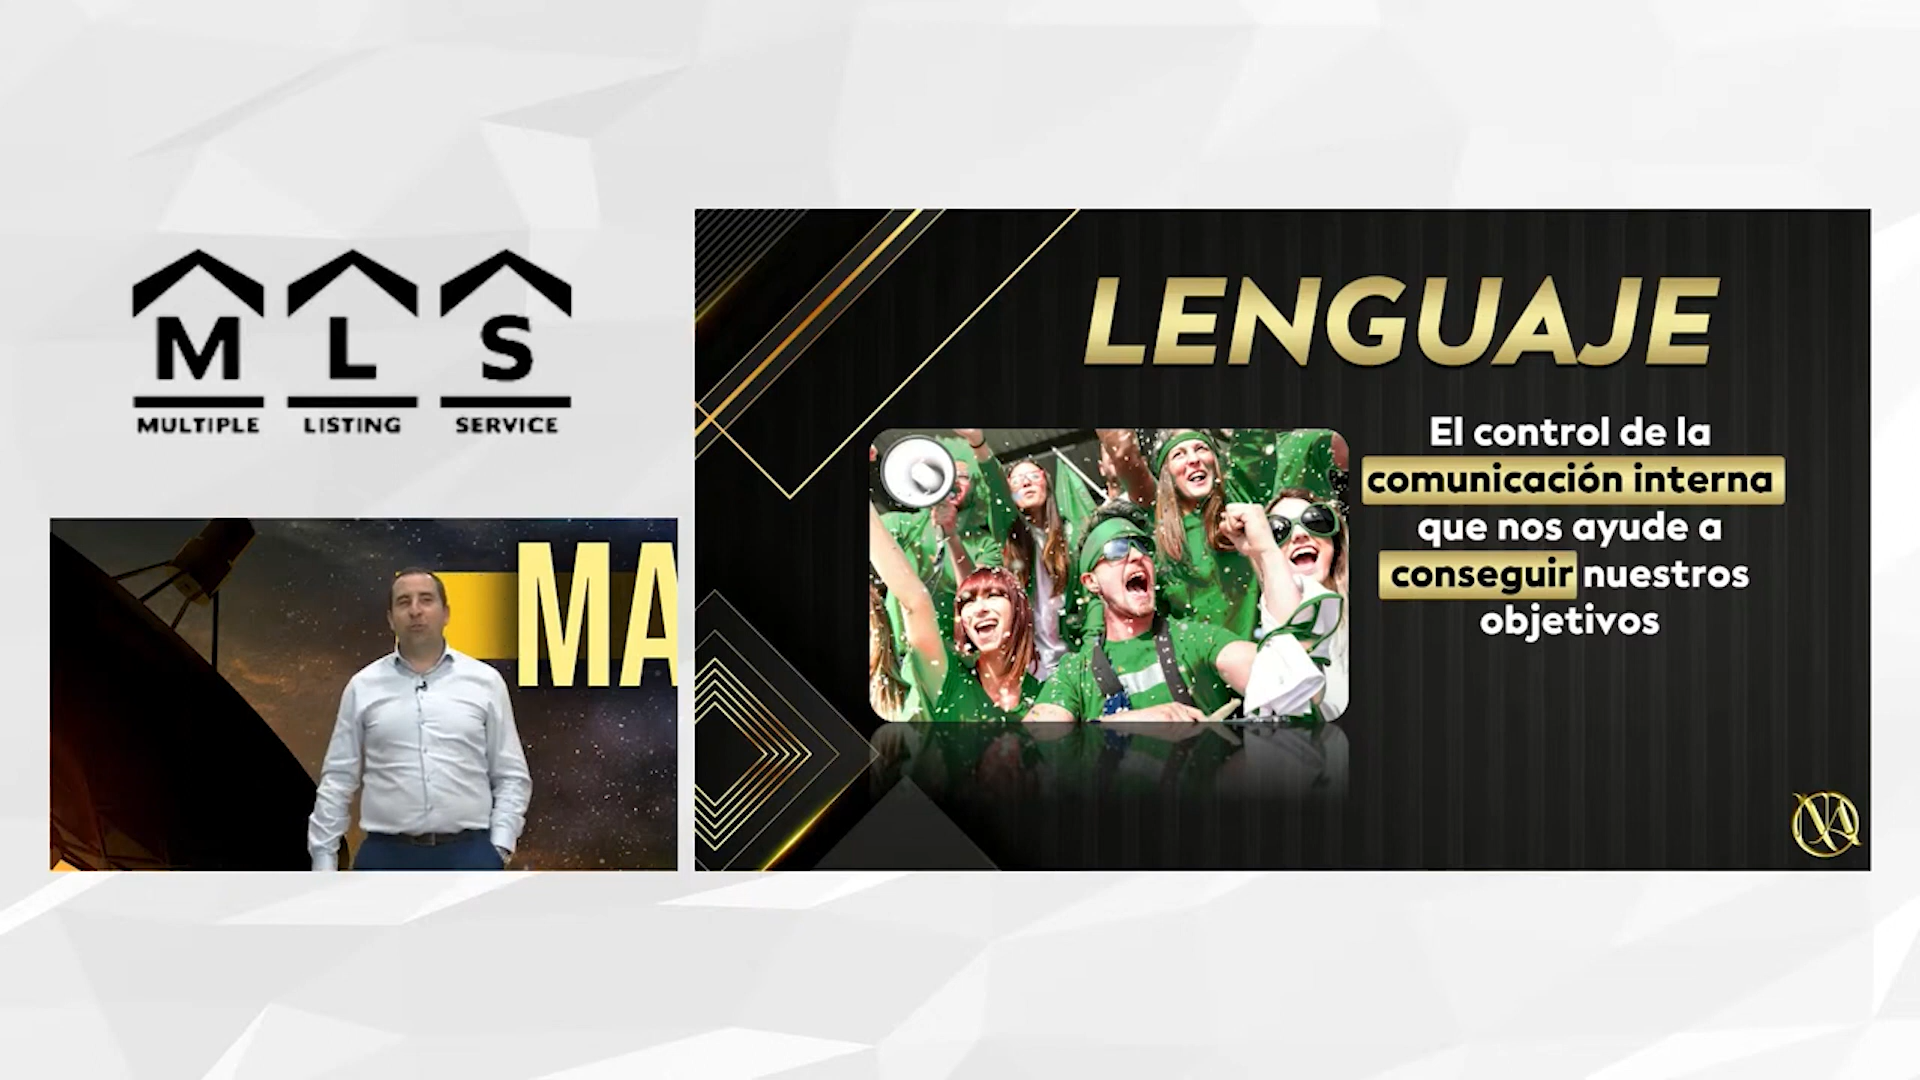 M L S
MULTIPLE LISTING SERVICE
MA
LENGUAJE
El control de la
comunicación interna
que nos ayude a
conseguir nuestros
objetivos